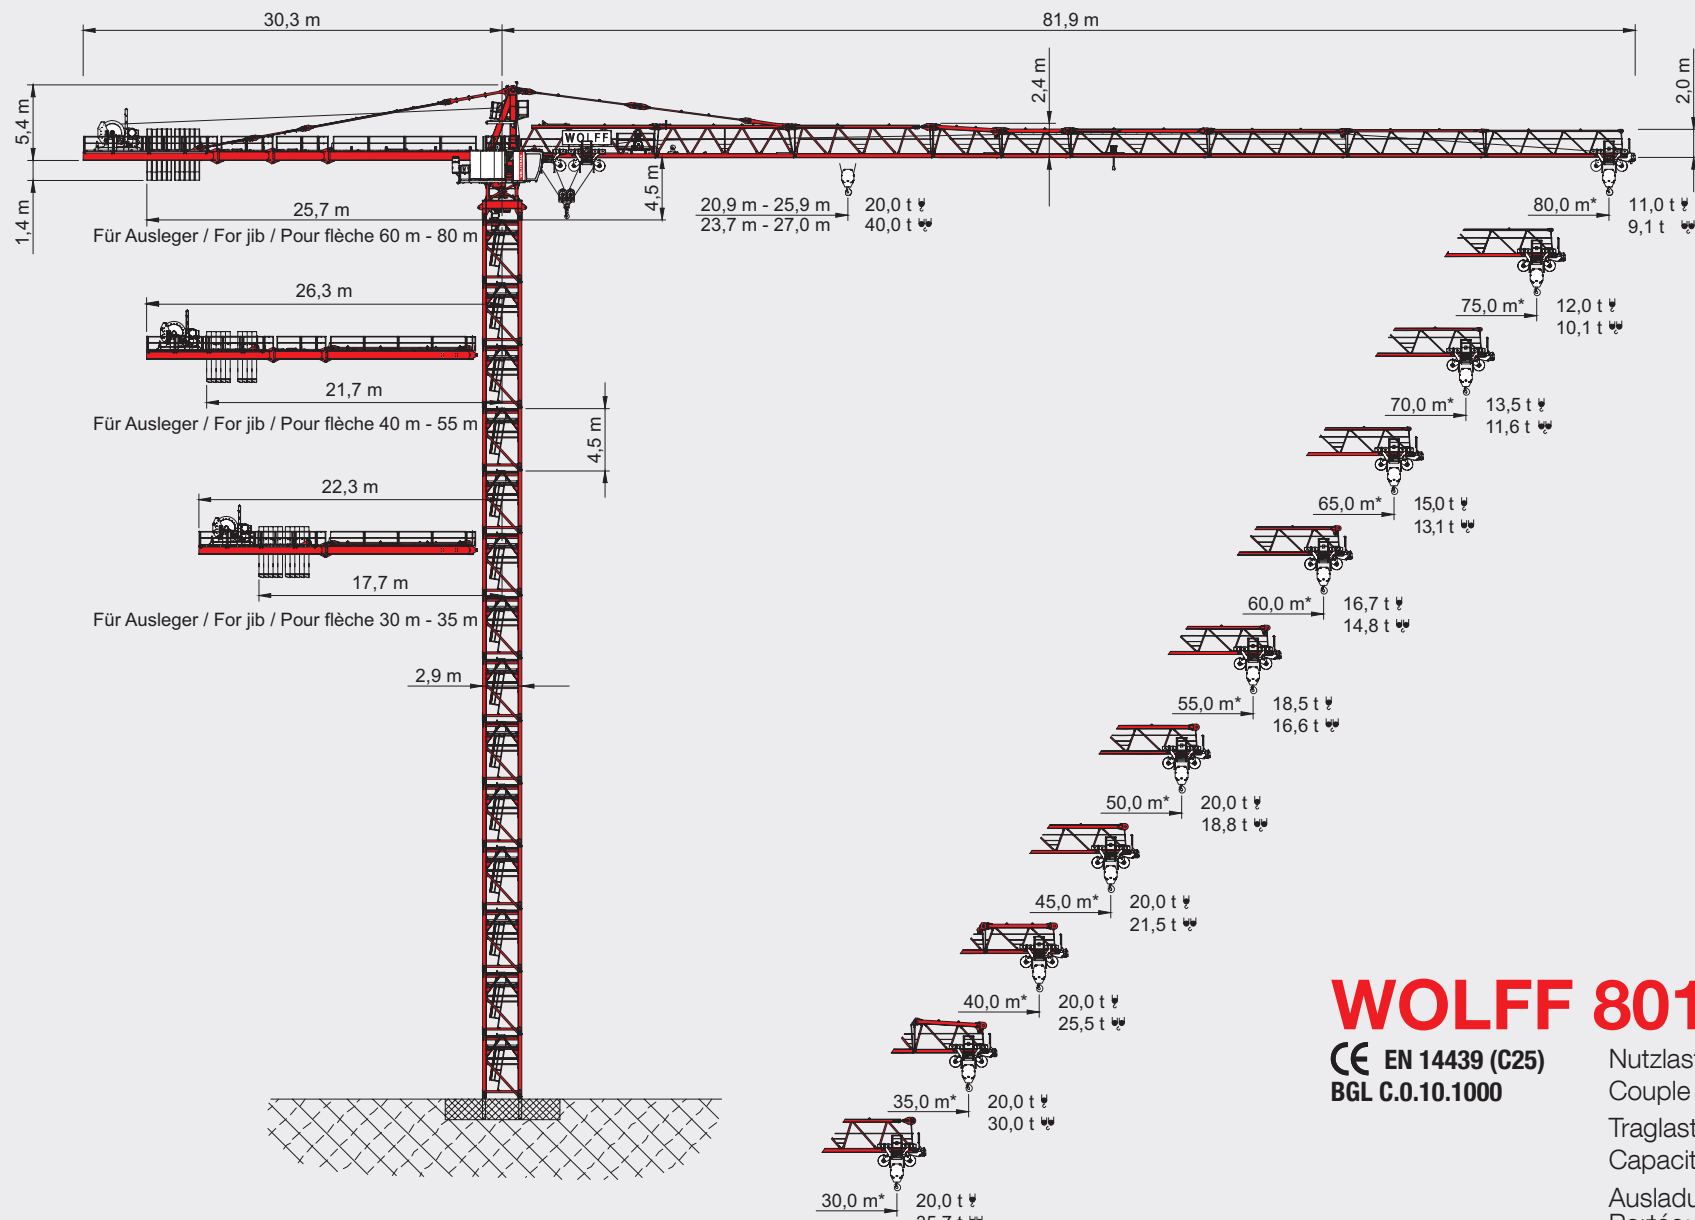 30,3 m
81,9 m
5,4 m
1,4 m
2,4 m
2,0 m
WOLFF
4,5 m
25,7 m
Für Ausleger / For jib / Pour flèche 60 m - 80 m
20,9 m - 25,9 m 20,0 t
23,7 m - 27,0 m 40,0 t
80,0 m* 11,0 t
9,1 t
26,3 m
21,7 m
Für Ausleger / For jib / Pour flèche 40 m - 55 m
4,5 m
22,3 m
17,7 m
Für Ausleger / For jib / Pour flèche 30 m - 35 m
2,9 m
75,0 m* 12,0 t
10,1 t
70,0 m* 13,5 t
11,6 t
65,0 m* 15,0 t
13,1 t
60,0 m* 16,7 t
14,8 t
55,0 m* 18,5 t
16,6 t
50,0 m* 20,0 t
18,8 t
45,0 m* 20,0 t
21,5 t
40,0 m* 20,0 t
25,5 t
35,0 m* 20,0 t
30,0 t
30,0 m* 20,0 t
35,7 t
WOLFF 801
CE EN 14439 (C25)
BGL C.0.10.1000
Nutzlast
Couple
Traglast
Capacit
Ausladu